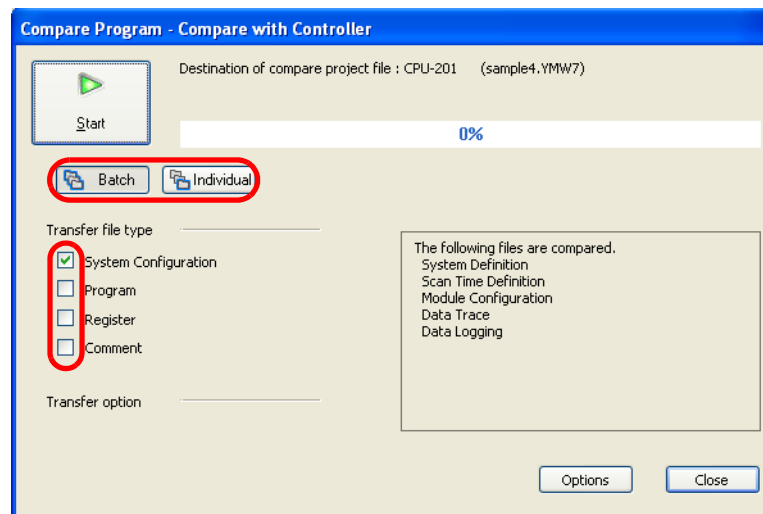 Compare Program - Compare with Controller
Destination of compare project file : CPU-201 (sample4.YMW7)
Start
0%
Batch Individual
Transfer file type
System Configuration
Program
Register
Comment
The following files are compared.
System Definition
Scan Time Definition
Module Configuration
Data Trace
Data Logging
Transfer option
Options Close